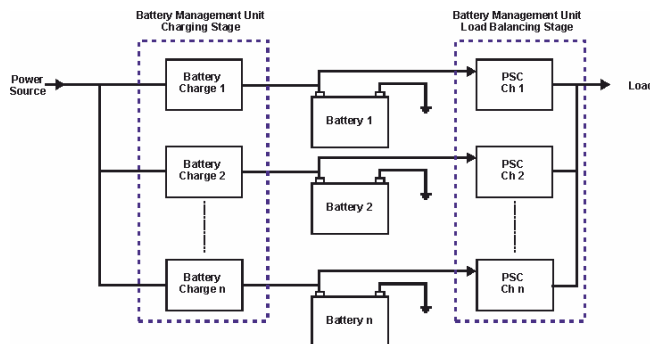 Battery Management Unit
Charging Stage
Battery Management Unit
Load Balancing Stage
Power
Source
Battery
Charge 1
PSC
Ch 1
Load
Battery 1
Battery
Charge 2
PSC
Ch 2
Battery 2
Battery
Charge n
PSC
Ch n
Battery n